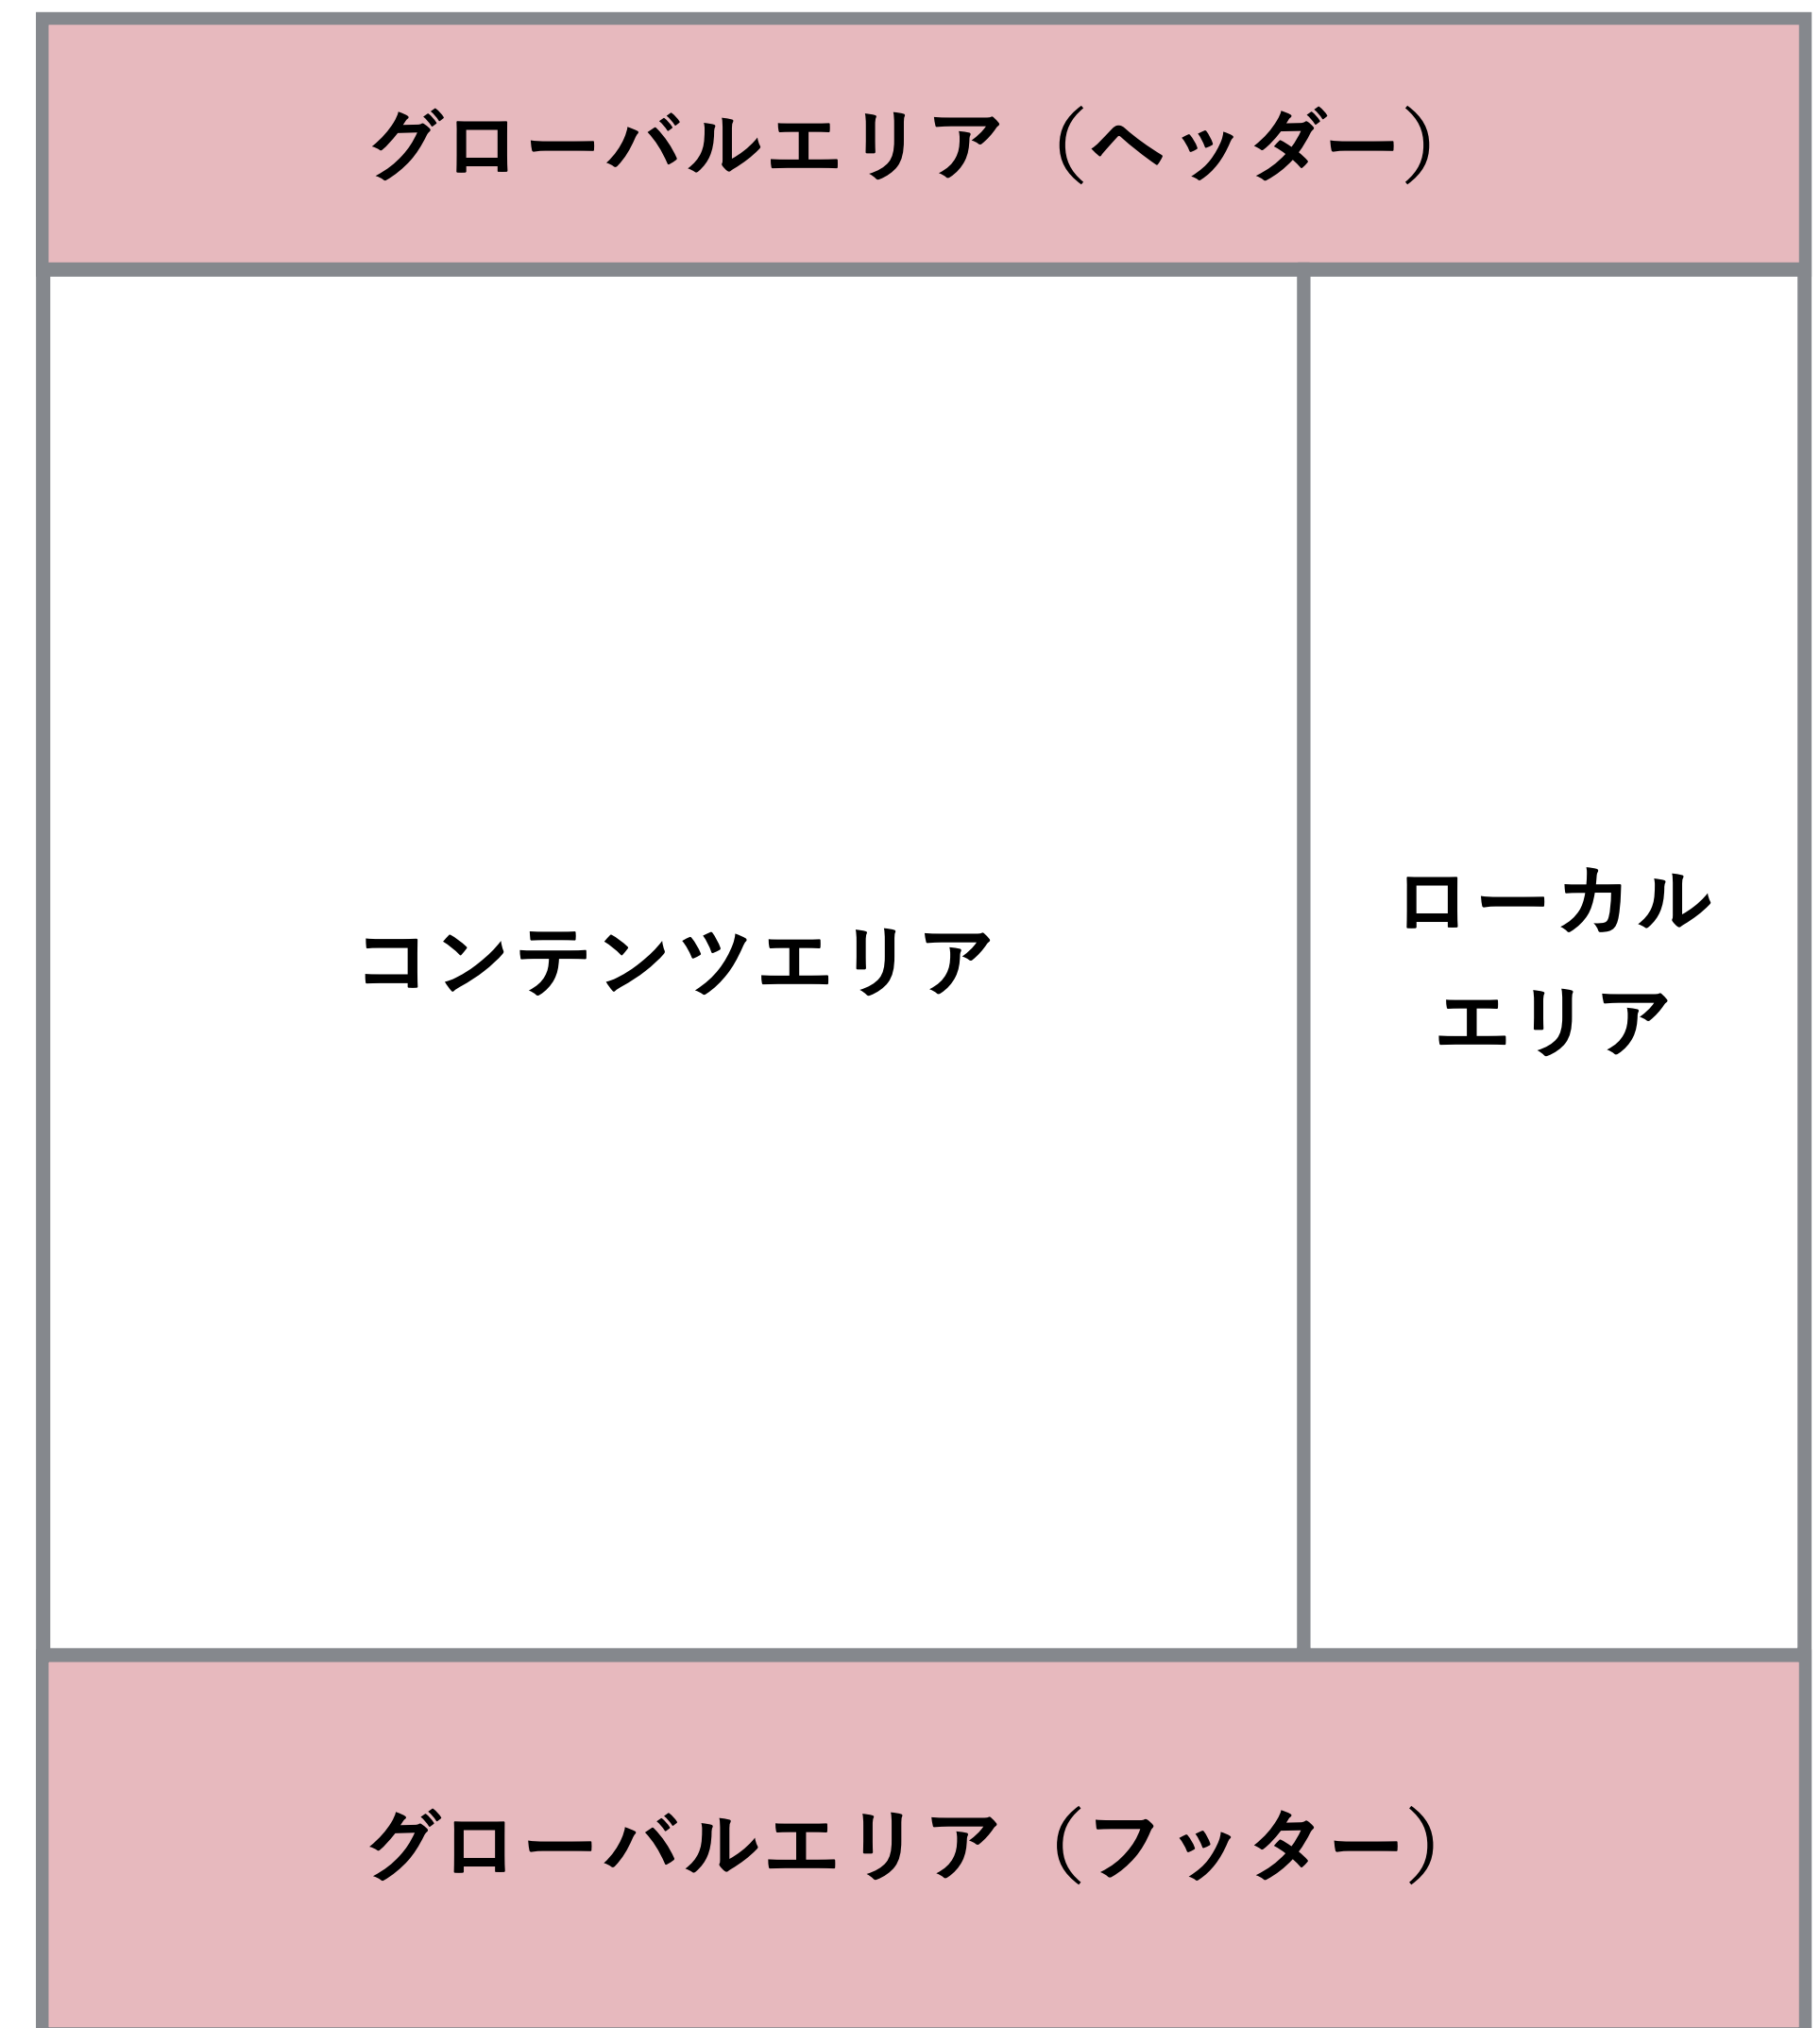 グローバルエリア（ヘッダー）
コンテンツエリア
ローカル
エリア
グローバルエリア（フッター）